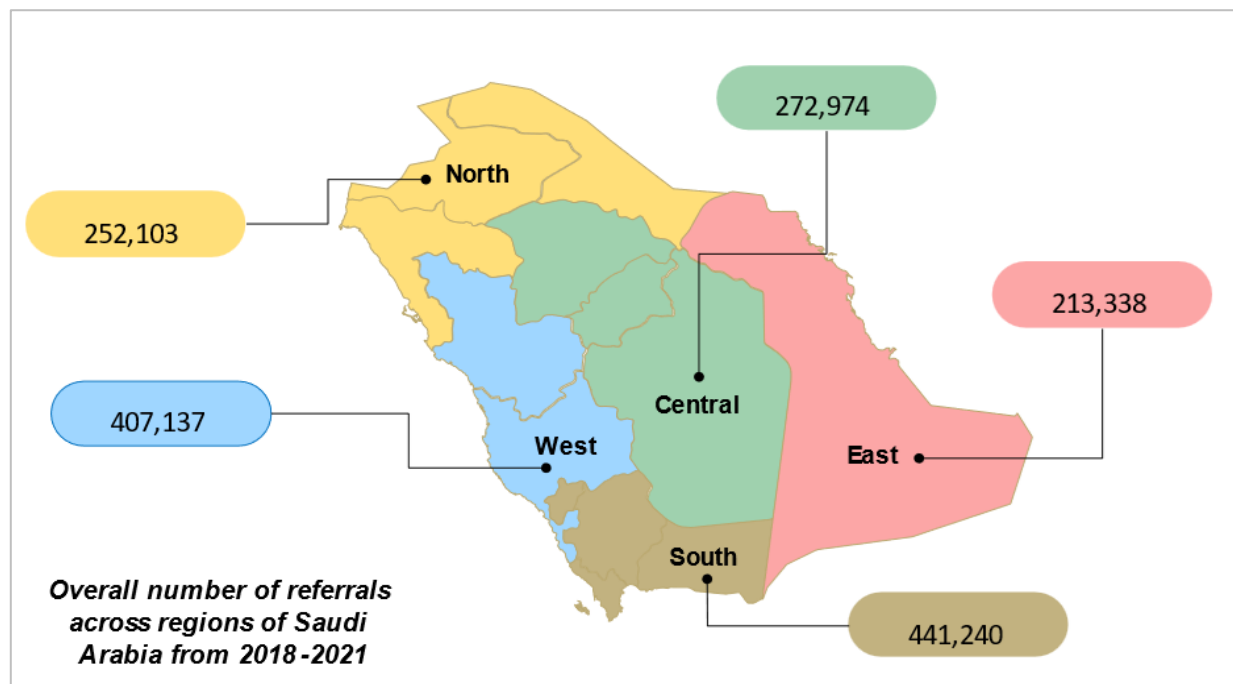 272,974
North
252,103
213,338
407,137
Central
West
East
South
Overall number of referrals
across regions of Saudi
Arabia from 2018-2021
441,240